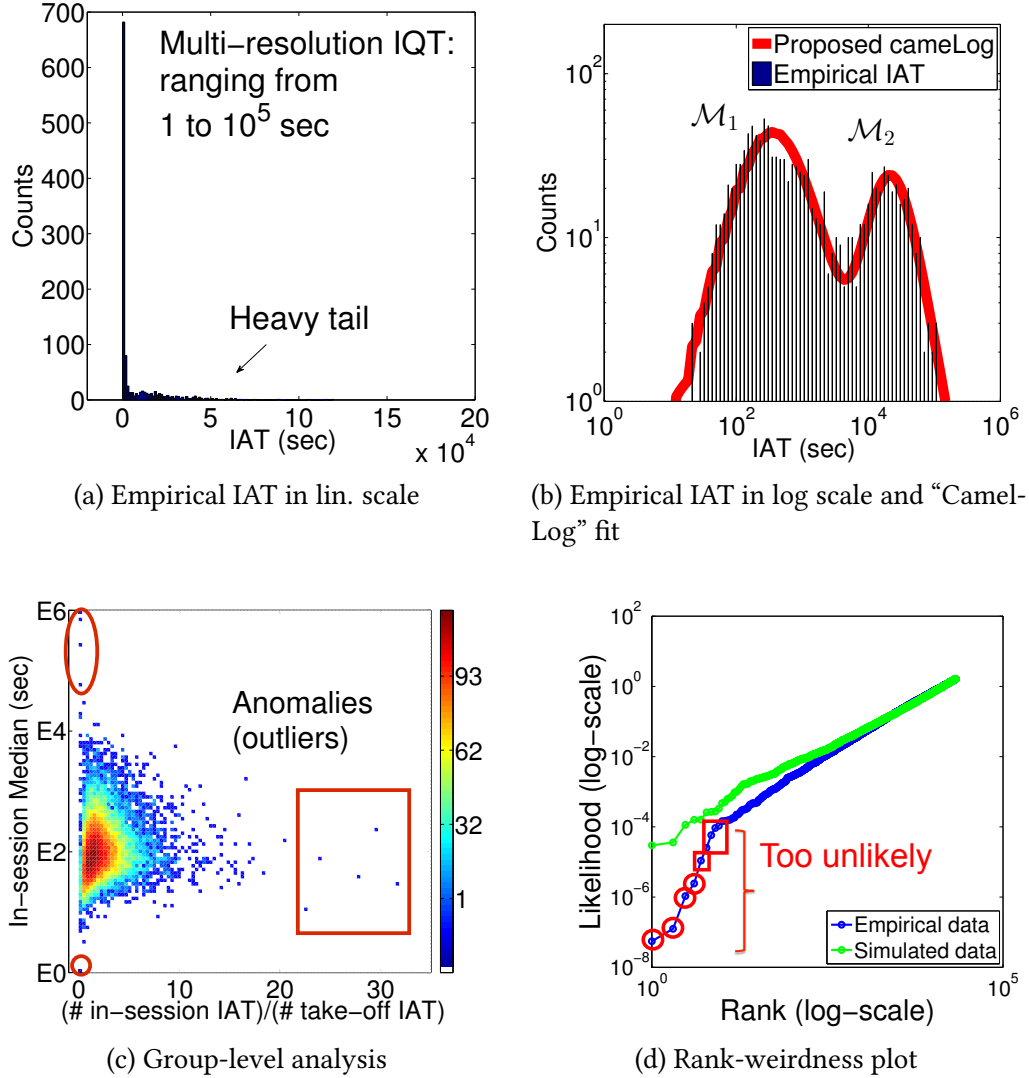 700
600
500
400
300
200
100
0
Counts
Multi−resolution IQT:
ranging from
1 to 10^5 sec
Heavy tail
0 5 10 15 20
IAT (sec)
x 10^4
(a) Empirical IAT in lin. scale
Proposed cameLog
Empirical IAT
M_1
M_2
10^2
10^1
10^0
Counts
10^0 10^2 10^4 10^6
IAT (sec)
(b) Empirical IAT in log scale and “Camel-
Log” fit
E6
E4
E2
E0
In−session Median (sec)
Anomalies
(outliers)
93
62
32
1
0 10 20 30
(# in−session IAT)/(# take−off IAT)
(c) Group-level analysis
10^2
10^0
10^−2
10^−4
10^−6
10^−8
Likelihood (log−scale)
Too unlikely
Empirical data
Simulated data
10^0 10^5
Rank (log−scale)
(d) Rank-weirdness plot